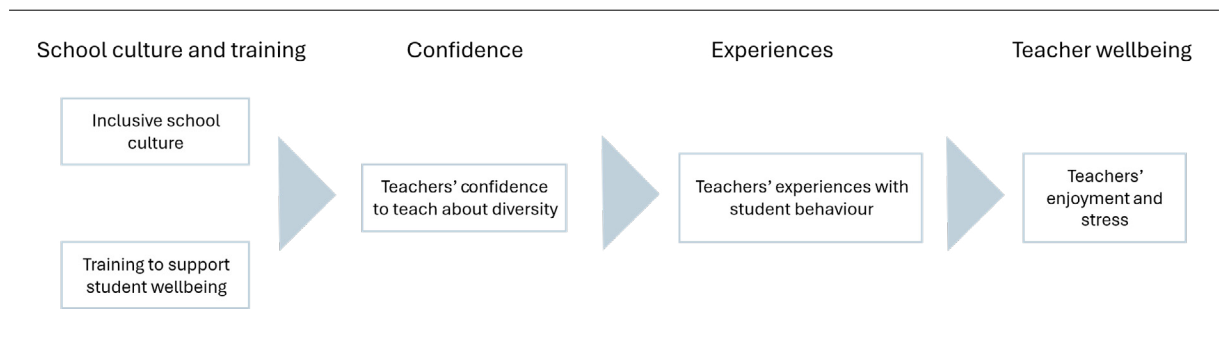 School culture and training
Confidence
Experiences
Teacher wellbeing
Inclusive school
culture
Training to support
student wellbeing
Teachers’ confidence
to teach about diversity
Teachers’ experiences with
student behaviour
Teachers’
enjoyment and
stress